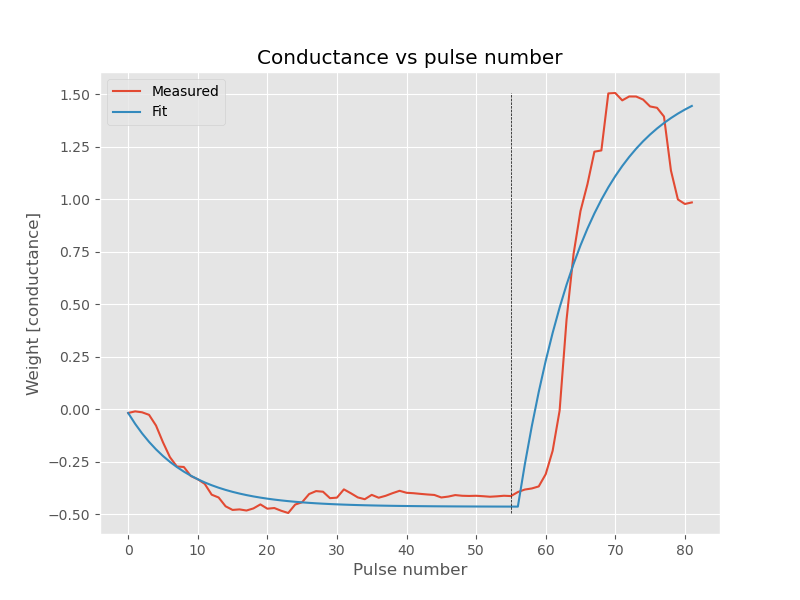 Conductance vs pulse number
Measured
Fit
1.50
1.25
1.00
0.75
0.50
0.25
0.00
−0.25
−0.50
Weight [conductance]
0 10 20 30 40 50 60 70 80
Pulse number